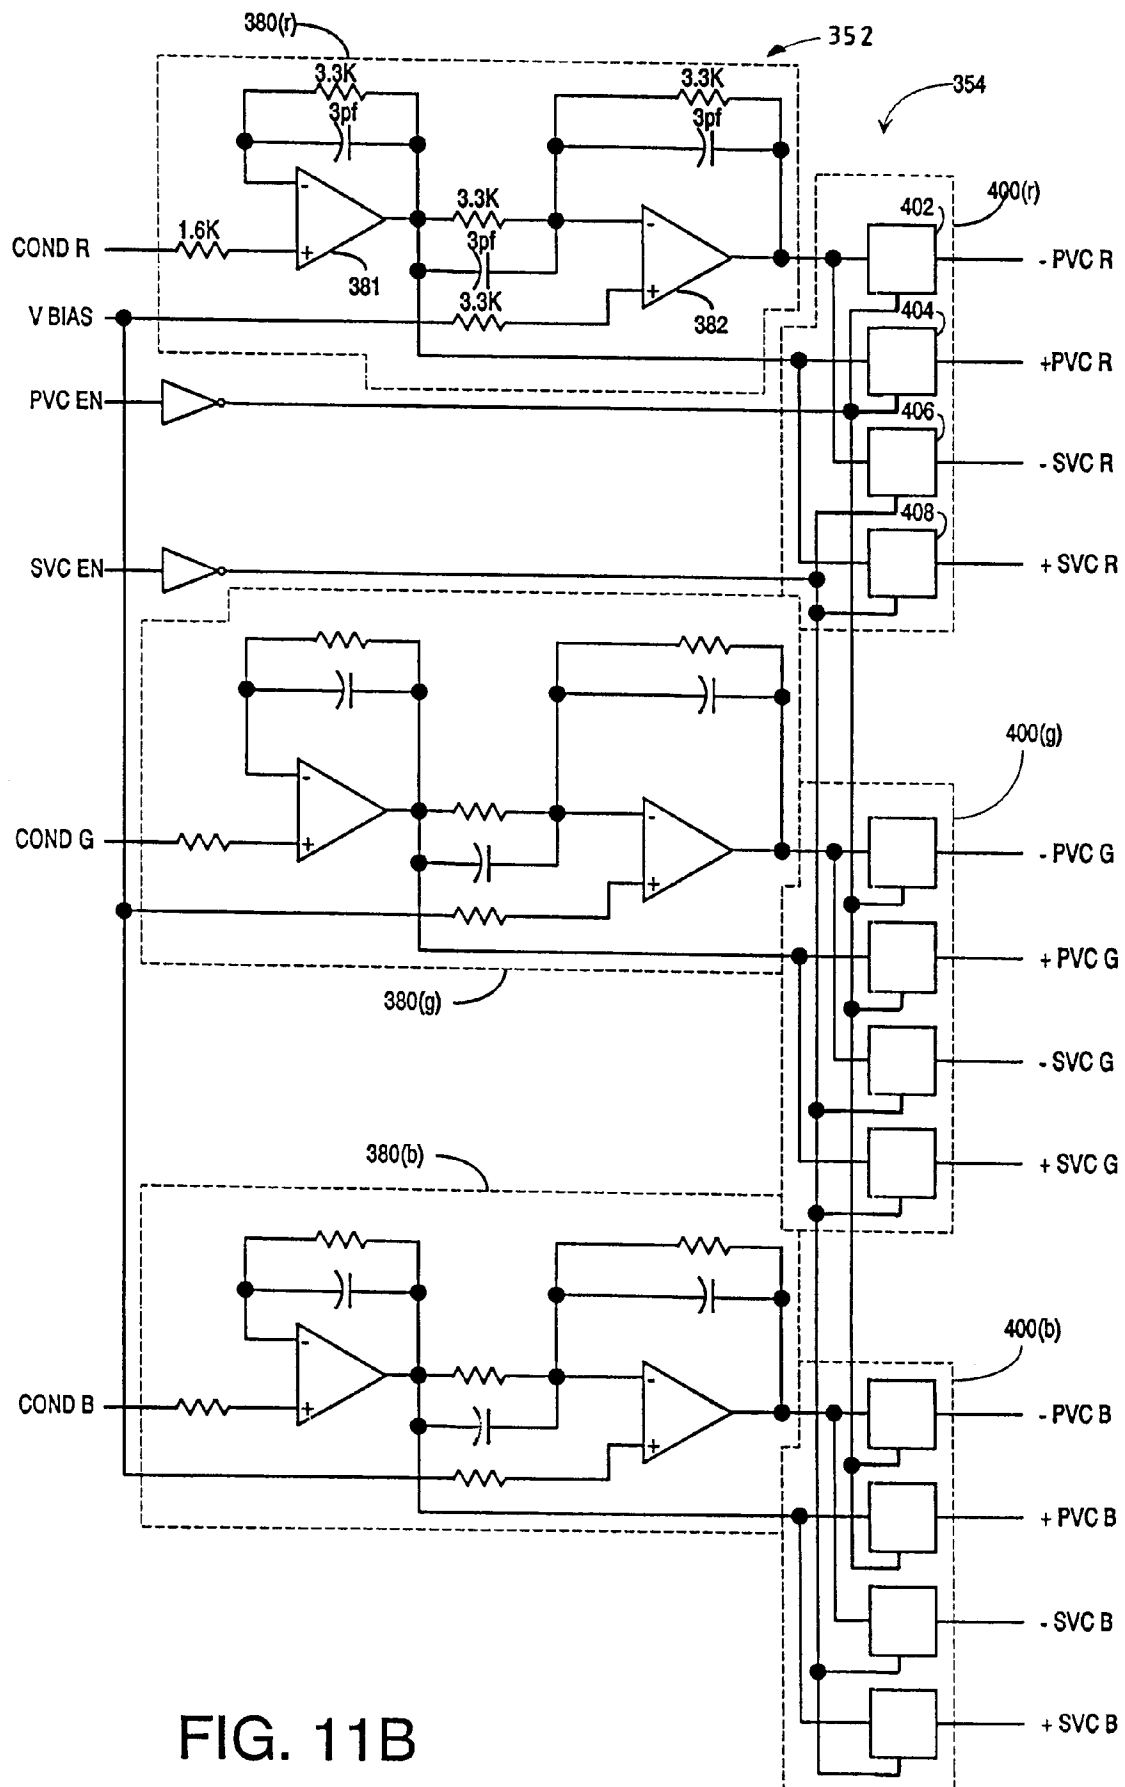 380(r)
352
3.3K
3.3K
354
3pf
3pf
-
400(r)
402
3.3K
-
1.6K
COND R
+
3pf
- PVC R
381
3.3K
+
382
V BIAS
404
+PVC R
PVC EN
406
- SVC R
408
SVC EN
+ SVC R
400(g)
-
-
COND G
+
- PVC G
+
+ PVC G
380(g)
- SVC G
380(b)
+ SVC G
400(b)
-
-
COND B
+
- PVC B
+
+ PVC B
- SVC B
FIG. 11B
+ SVC B